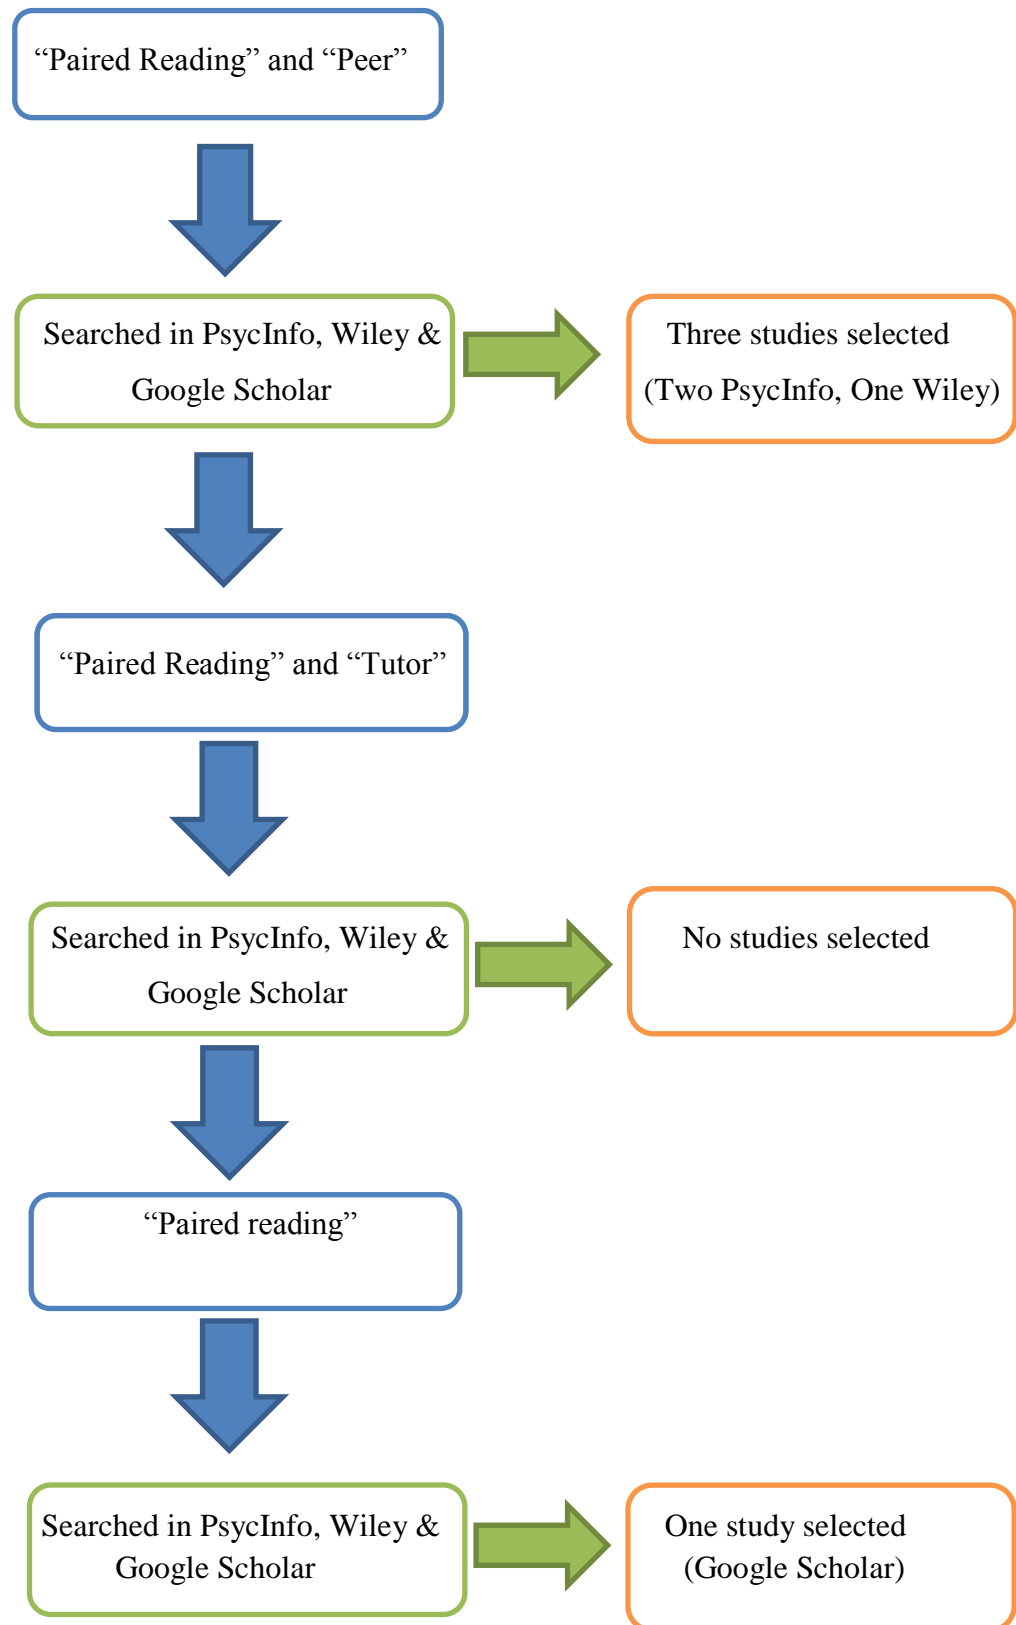 “Paired Reading” and “Peer”
Searched in PsycInfo, Wiley &
Google Scholar
Three studies selected
(Two PsycInfo, One Wiley)
“Paired Reading” and “Tutor”
Searched in PsycInfo, Wiley &
Google Scholar
No studies selected
“Paired reading”
Searched in PsycInfo, Wiley &
Google Scholar
One study selected
(Google Scholar)